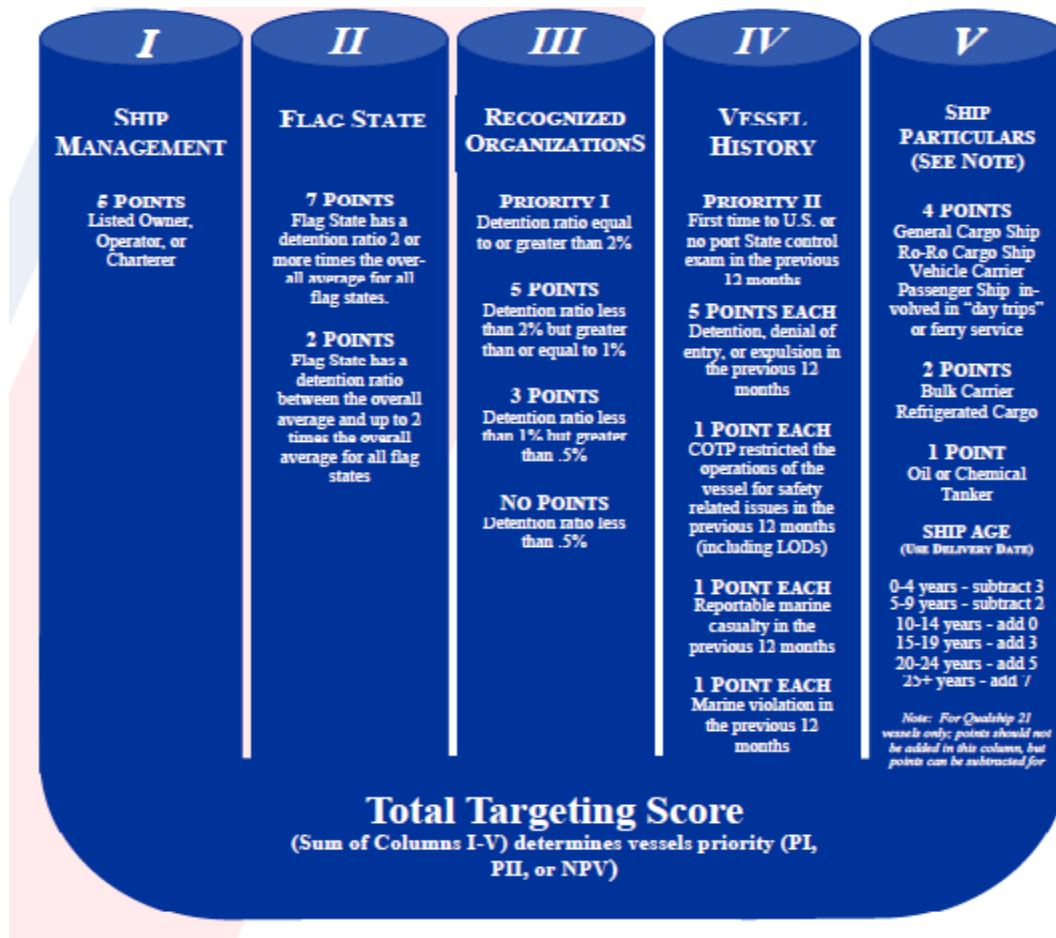 I
SHIP
MANAGEMENT
5 POINTS
Listed Owner,
Operator, or
Charterer
II
FLAG STATE
7 POINTS
Flag State has a
detention ratio 2 or
more times the over-
all average for all
flag states.
2 POINTS
Flag State has a
detention ratio
between the overall
average and up to 2
times the overall
average for all flag
states
III
RECOGNIZED
ORGANIZATIONS
PRIORITY I
Detention ratio equal
to or greater than 2%
5 POINTS
Detention ratio less
than 2% but greater
than or equal to 1%
3 POINTS
Detention ratio less
than 1% but greater
than .5%
NO POINTS
Detention ratio less
than .5%
IV
VESSEL
HISTORY
PRIORITY II
First time to U.S. or
no port State control
exam in the previous
12 months
5 POINTS EACH
Detention, denial of
entry, or expulsion in
the previous 12
months
1 POINT EACH
COTP restricted the
operations of the
vessel for safety
related issues in the
previous 12 months
(including LODs)
1 POINT EACH
Reportable marine
casualty in the
previous 12 months
1 POINT EACH
Marine violation in
the previous 12
months
V
SHIP
PARTICULARS
(SEE NOTE)
4 POINTS
General Cargo Ship
Ro-Ro Cargo Ship
Vehicle Carrier
Passenger Ship in-
volved in “day trips”
or ferry service
2 POINTS
Bulk Carrier
Refrigerated Cargo
1 POINT
Oil or Chemical
Tanker
SHIP AGE
(USE DELIVERY DATE)
0-4 years - subtract 3
5-9 years - subtract 2
10-14 years - add 0
15-19 years - add 3
20-24 years - add 5
25+ years - add 7
Note: For Qualship 21
vessels only; points should not
be added in this column, but
points can be subtracted for
Total Targeting Score
(Sum of Columns I-V) determines vessels priority (PI,
PII, or NPV)